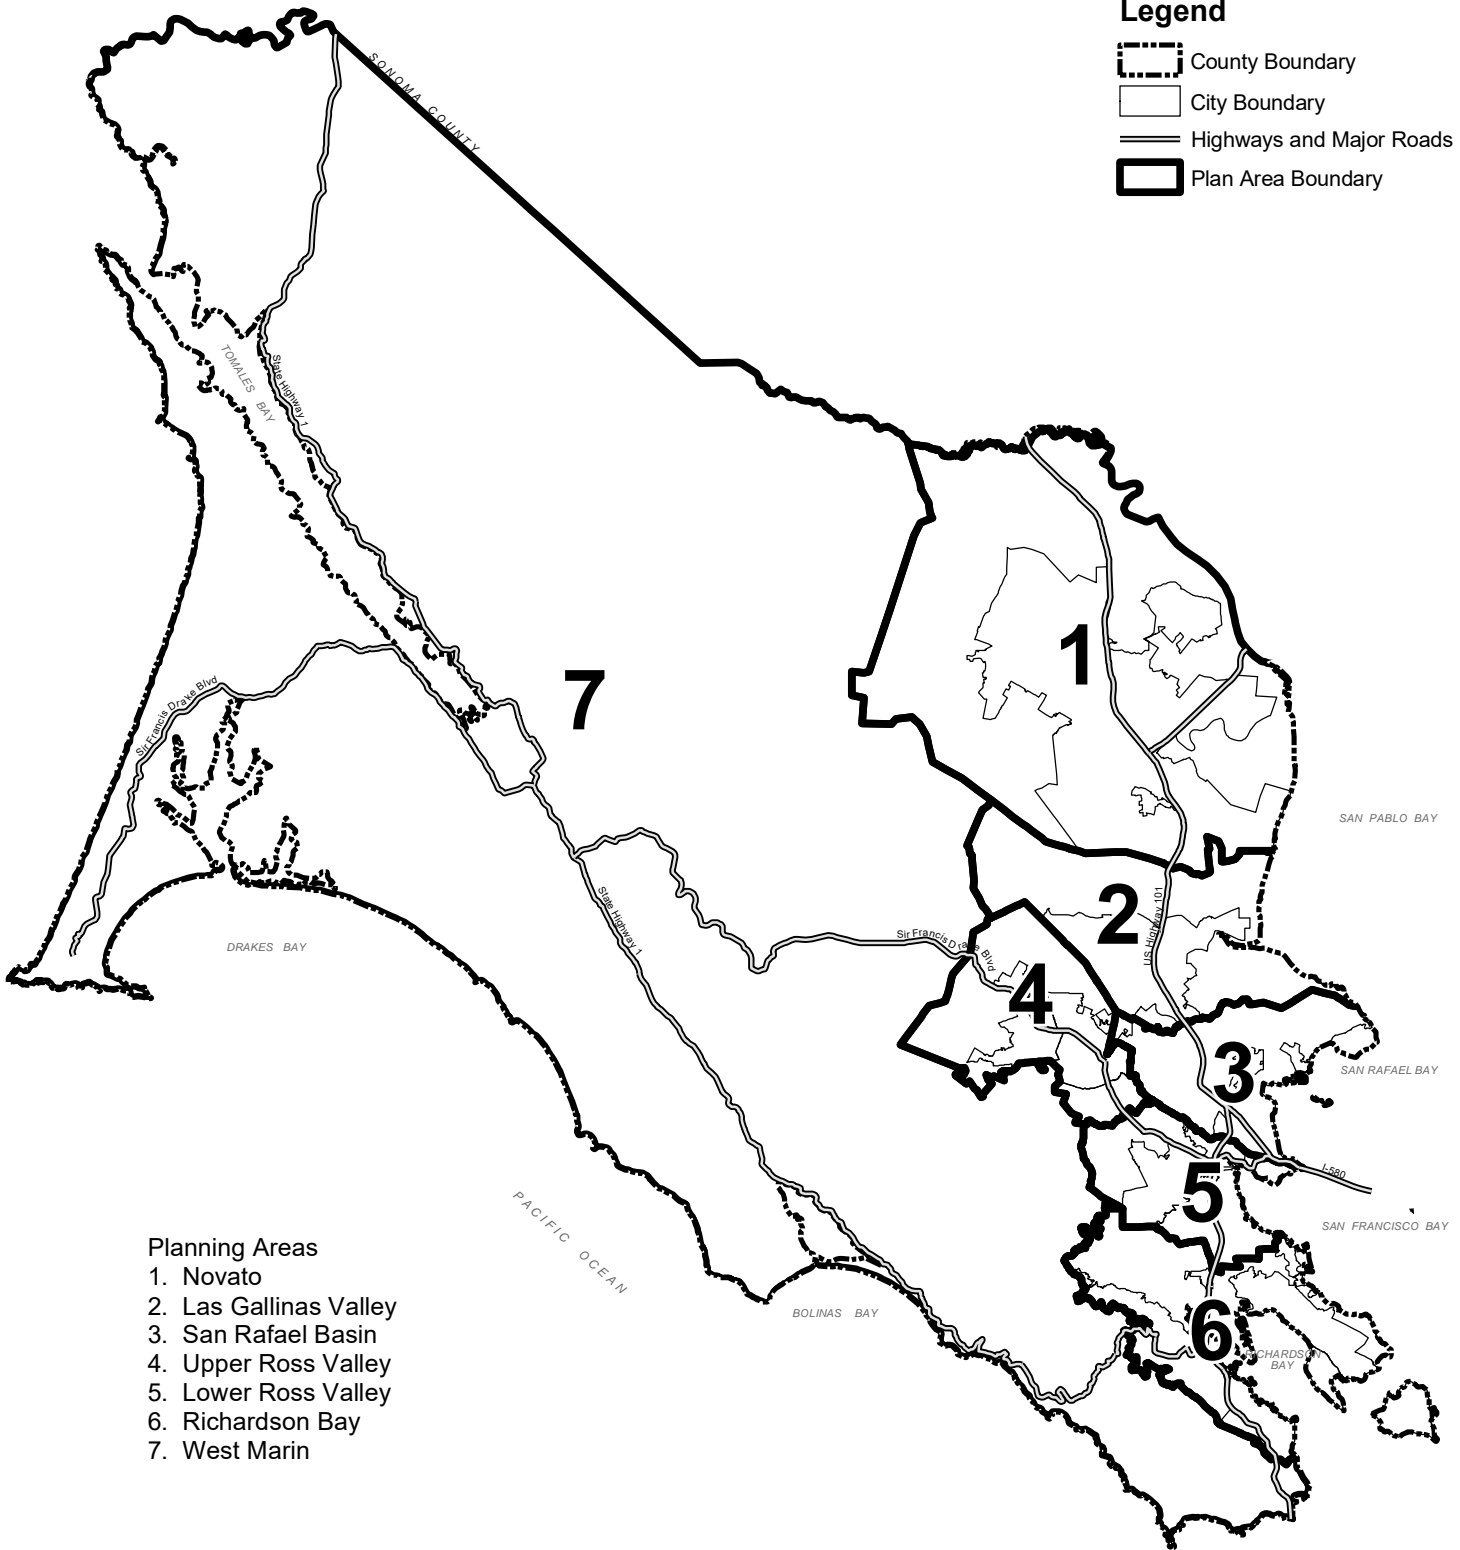 Legend
County Boundary
City Boundary
Highways and Major Roads
Plan Area Boundary
SONOMA COUNTY
TOMALES BAY
State Highway 1
1
7
Sir Francis Drake Blvd
SAN PABLO BAY
2
US Highway 101
State Highway 1
Sir Francis Drake Blvd
DRAKES BAY
4
3
SAN RAFAEL BAY
I-580
5
SAN FRANCISCO BAY
PACIFIC OCEAN
BOLINAS BAY
6
RICHARDSON
BAY
Planning Areas
1. Novato
2. Las Gallinas Valley
3. San Rafael Basin
4. Upper Ross Valley
5. Lower Ross Valley
6. Richardson Bay
7. West Marin